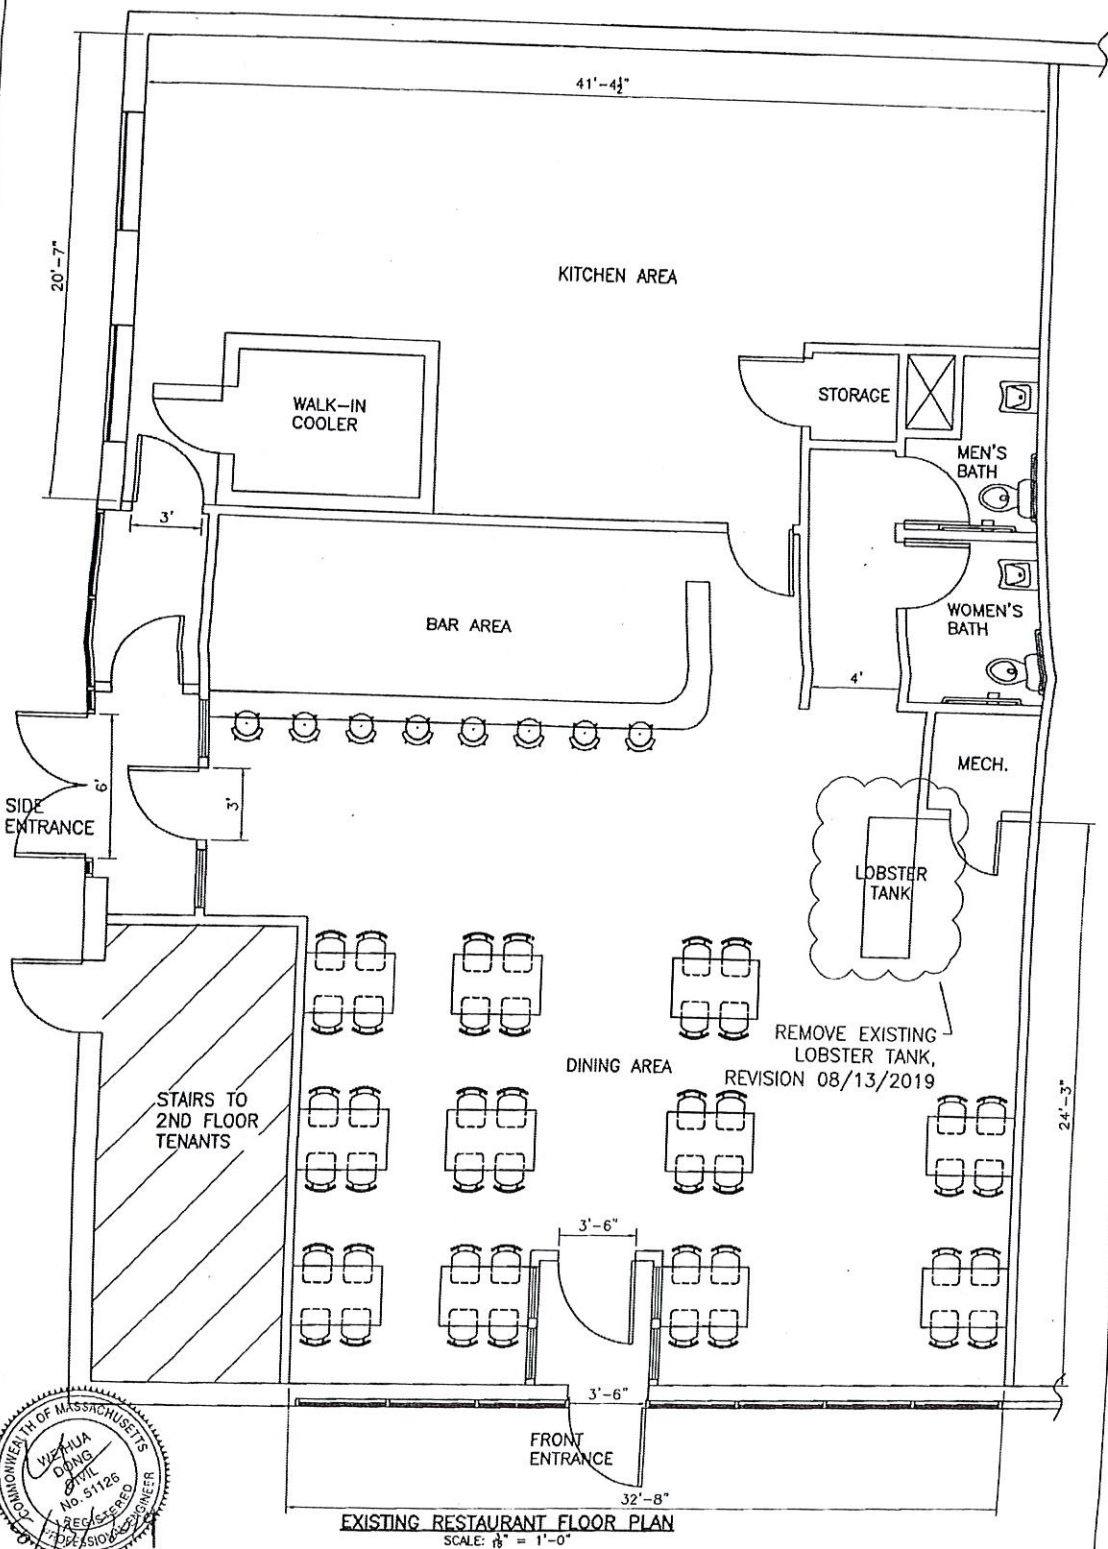 41'-4½"
20'-7"
KITCHEN AREA
WALK-IN
COOLER
STORAGE
MEN'S
BATH
3'
BAR AREA
WOMEN'S
BATH
4'
MECH.
6'
3'
SIDE
ENTRANCE
LOBSTER
TANK
REMOVE EXISTING
LOBSTER TANK,
REVISION 08/13/2019
DINING AREA
STAIRS TO
2ND FLOOR
TENANTS
24'-3"
3'-6"
3'-6"
FRONT
ENTRANCE
32'-8"
COMMONWEALTH OF MASSACHUSETTS
WEIHUA
DONG
CIVIL
No. 51126
REGISTERED
PROFESSIONAL ENGINEER
EXISTING RESTAURANT FLOOR PLAN
SCALE: = 1'-0"